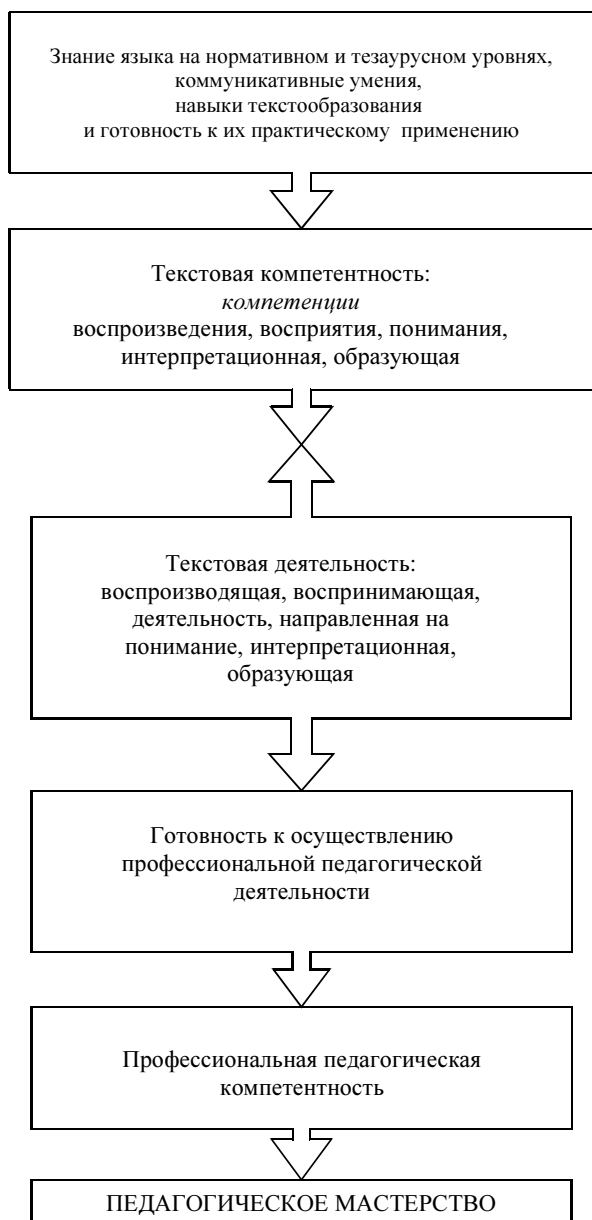 Знание языка на нормативном и тезаурусном уровнях,
коммуникативные умения,
навыки текстообразования
и готовность к их практическому применению
Текстовая компетентность:
компетенции
воспроизведения, восприятия, понимания,
интерпретационная, образующая
Текстовая деятельность:
воспроизводящая, воспринимающая,
деятельность, направленная на
понимание, интерпретационная,
образующая
Готовность к осуществлению
профессиональной педагогической
деятельности
Профессиональная педагогическая
компетентность
ПЕДАГОГИЧЕСКОЕ МАСТЕРСТВО